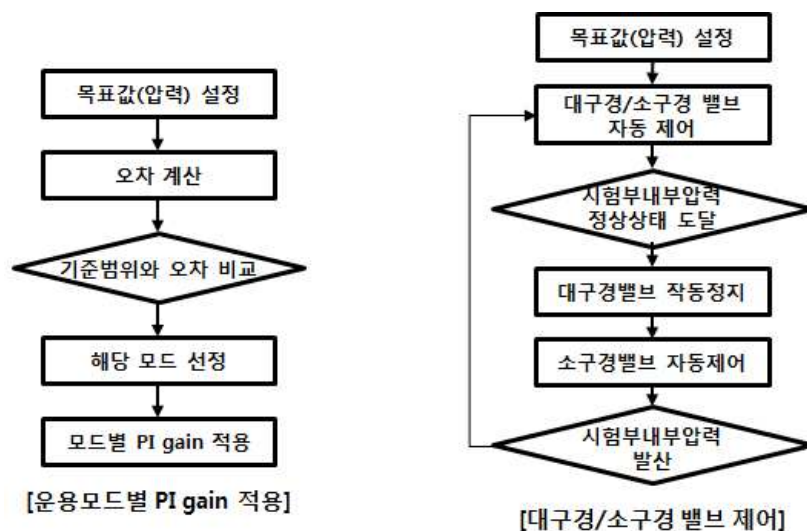 목표값(압력) 설정
오차 계산
기준범위와 오차 비교
해당 모드 선정
모드별 PI gain 적용
[운용모드별 PI gain 적용]
목표값(압력) 설정
대구경/소구경 밸브
자동 제어
시험부내부압력
정상상태 도달
대구경밸브 작동정지
소구경밸브 자동제어
시험부내부압력
발산
[대구경/소구경 밸브 제어]